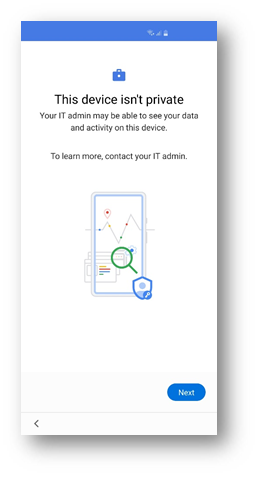 This device isn't private
Your IT admin may be able to see your data
and activity on this device.
To learn more, contact your IT admin.
Next